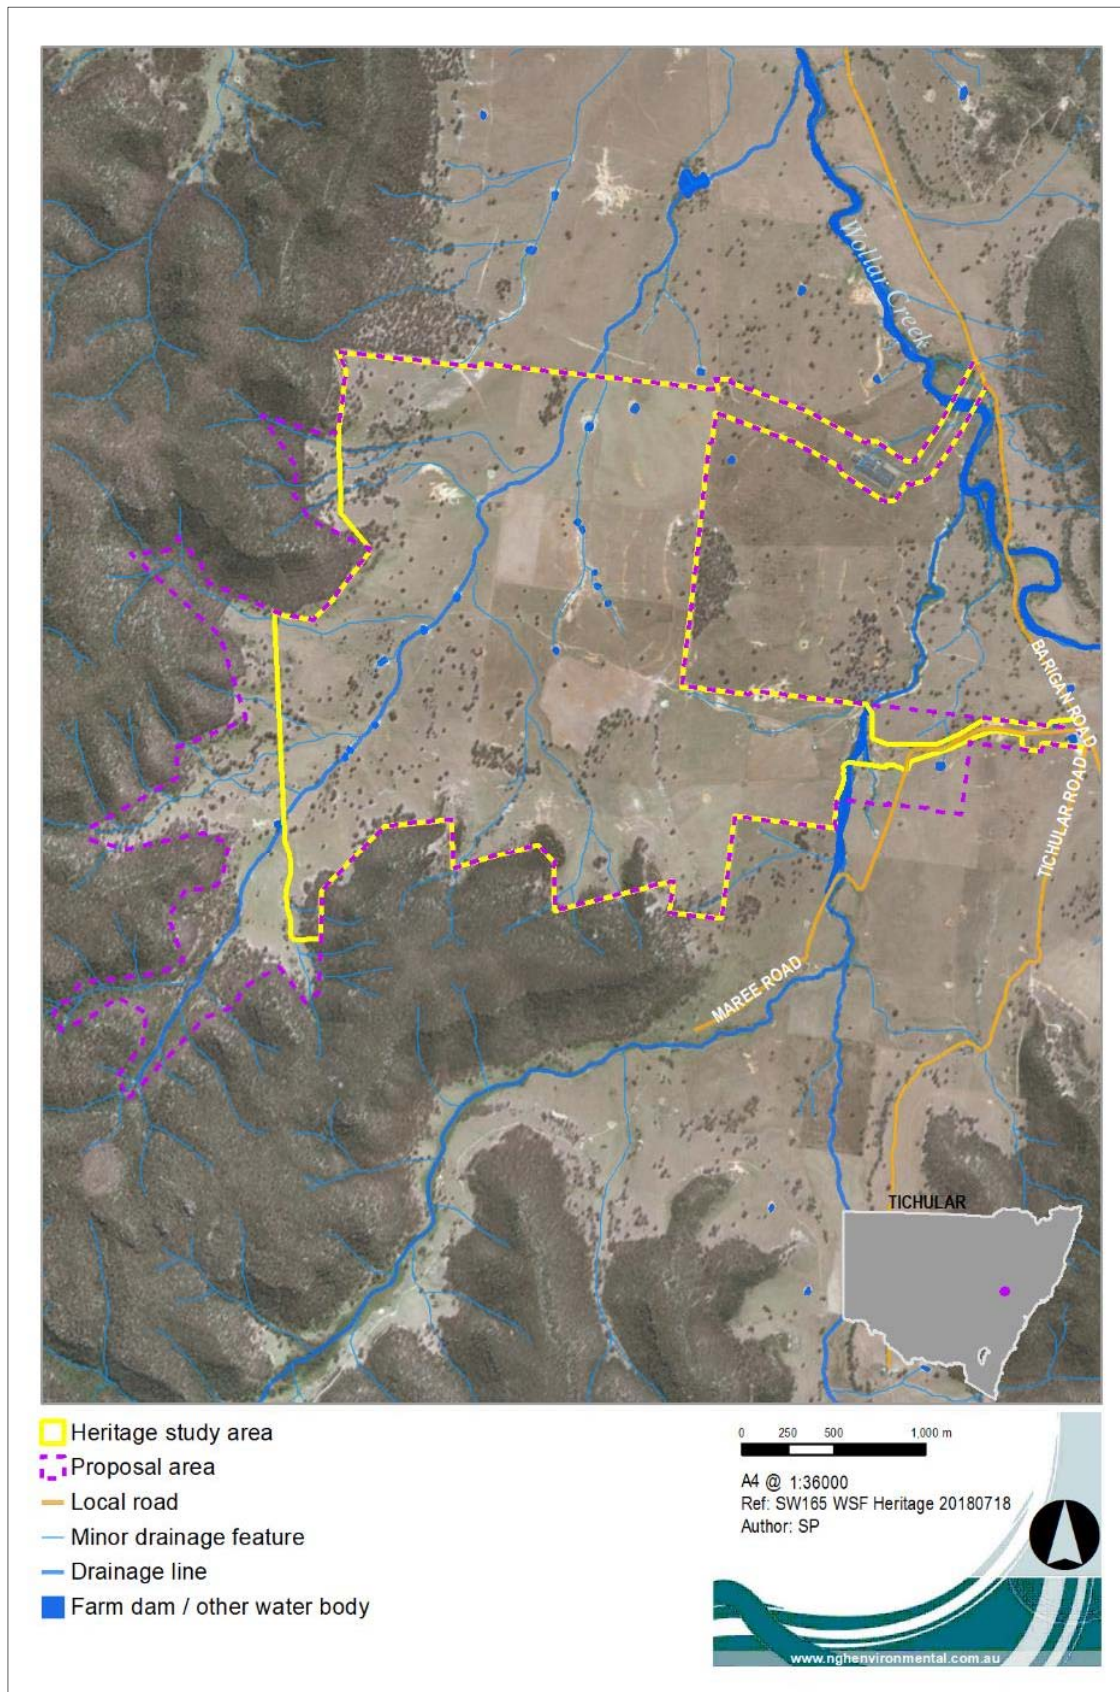 Wollar Creek
BARIGAN ROAD
TICHULAR ROAD
MAREE ROAD
TICHULAR
Heritage study area
Proposal area
Local road
Minor drainage feature
Drainage line
Farm dam / other water body
0 250 500 1,000 m
A4 @ 1:36000
Ref: SW165 WSF Heritage 20180718
Author: SP
www.nghenvironmental.com.au